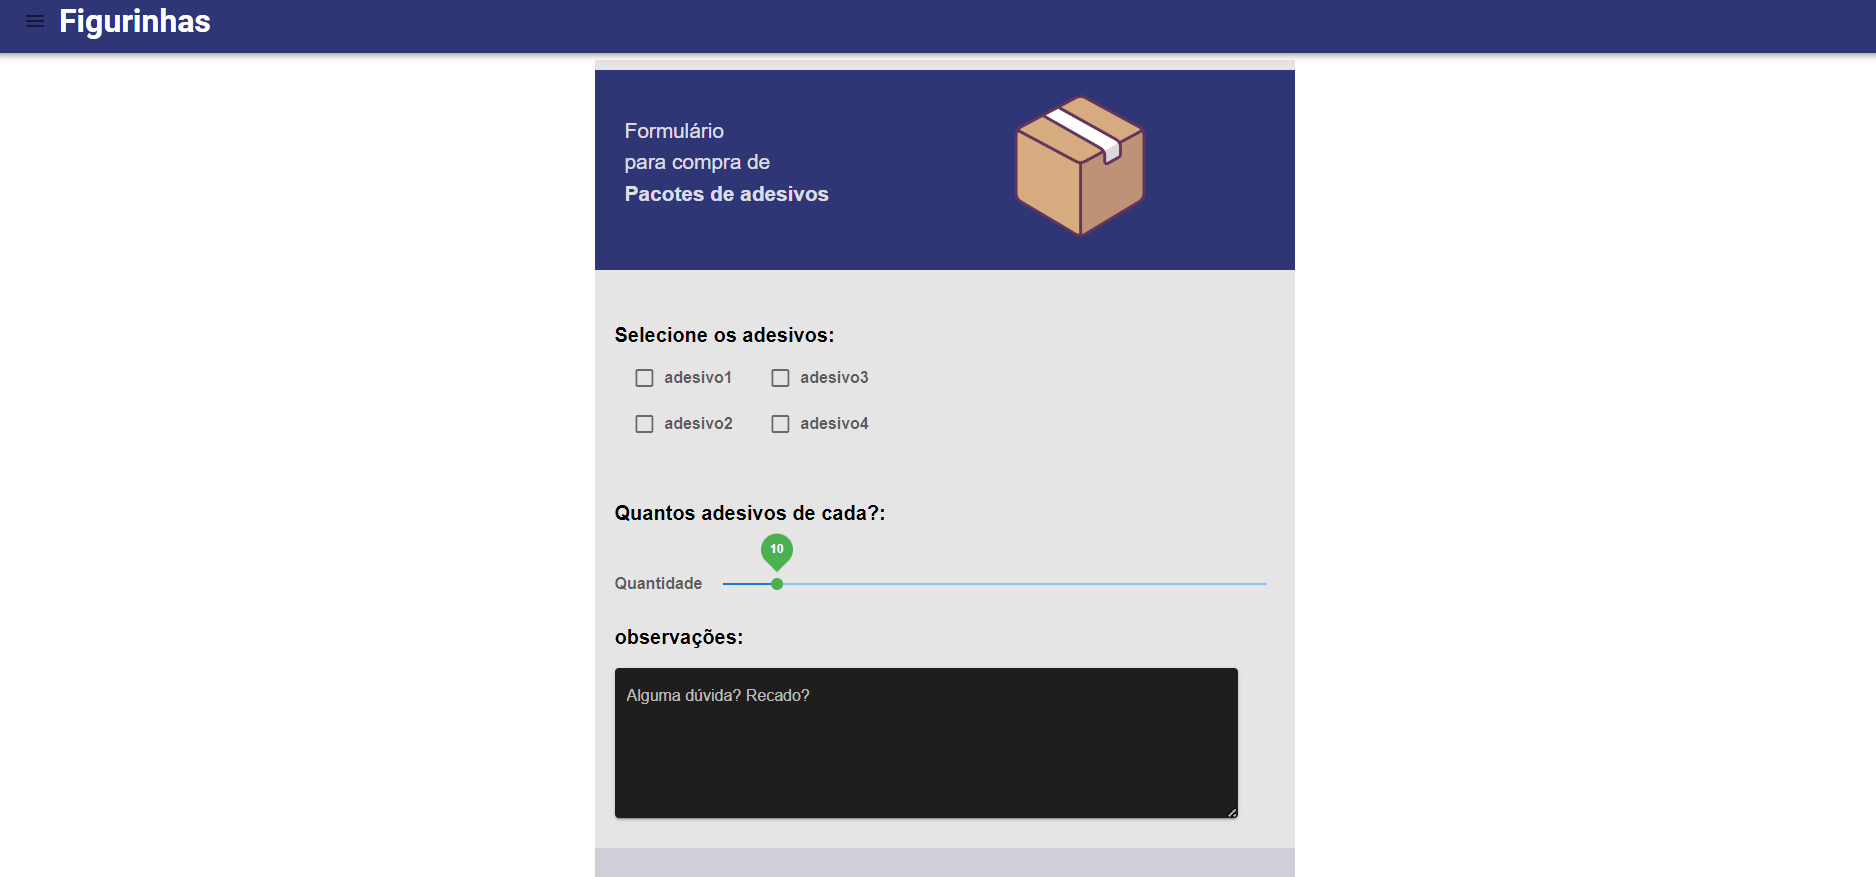 Figurinhas
Formulário
para compra de
Pacotes de adesivos
Selecione os adesivos:
adesivo1
adesivo3
adesivo2
adesivo4
Quantos adesivos de cada?:
10
Quantidade
observações:
Alguma dúvida? Recado?